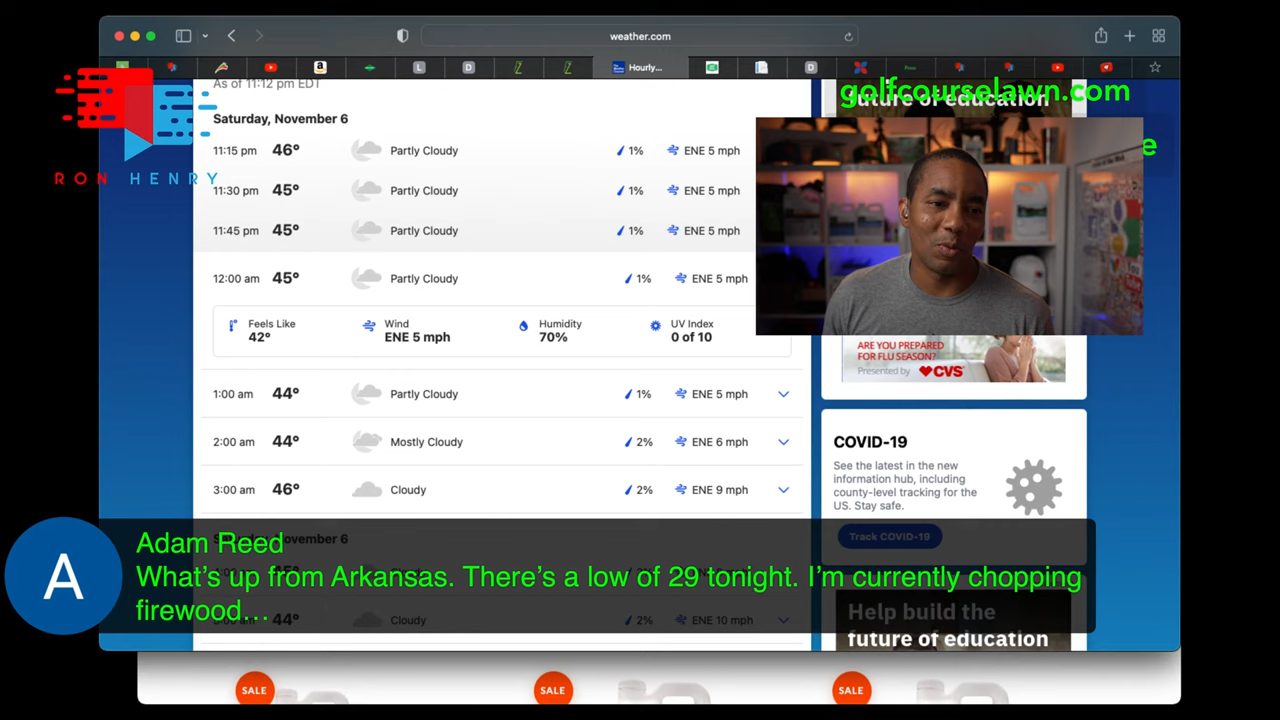 weather.com
Hourly...
As of 11:12 pm EDT
golfcourselawn.com
future of education
Saturday, November 6
11:15 pm 46° Partly Cloudy 1% ENE 5 mph
e
RON HENRY
11:30 pm 45° Partly Cloudy 1% ENE 5 mph
11:45 pm 45° Partly Cloudy 1% ENE 5 mph
12:00 am 45° Partly Cloudy 1% ENE 5 mph
Feels Like Wind Humidity UV Index
42° ENE 5 mph 70% 0 of 10
ARE YOU PREPARED
FOR FLU SEASON?
Presented by CVS
1:00 am 44° Partly Cloudy 1% ENE 5 mph
2:00 am 44° Mostly Cloudy 2% ENE 6 mph
3:00 am 46° Cloudy 2% ENE 9 mph
COVID-19
See the latest in the new
information hub, including
county-level tracking for the
US. Stay safe.
Track COVID-19
A
Adam Reed
What's up from Arkansas. There's a low of 29 tonight. I'm currently chopping
firewood...
44° Cloudy 2% ENE 10 mph
Help build the
future of education
SALE SALE SALE